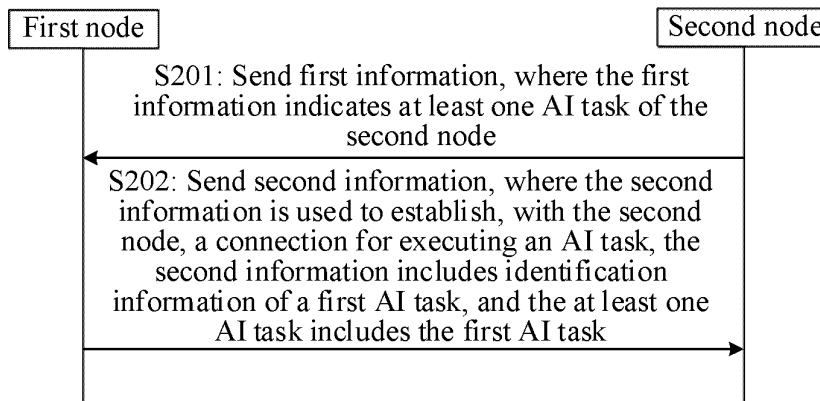 First node
Second node
S201: Send first information, where the first
information indicates at least one AI task of the
second node
S202: Send second information, where the second
information is used to establish, with the second
node, a connection for executing an AI task, the
second information includes identification
information of a first AI task, and the at least one
AI task includes the first AI task